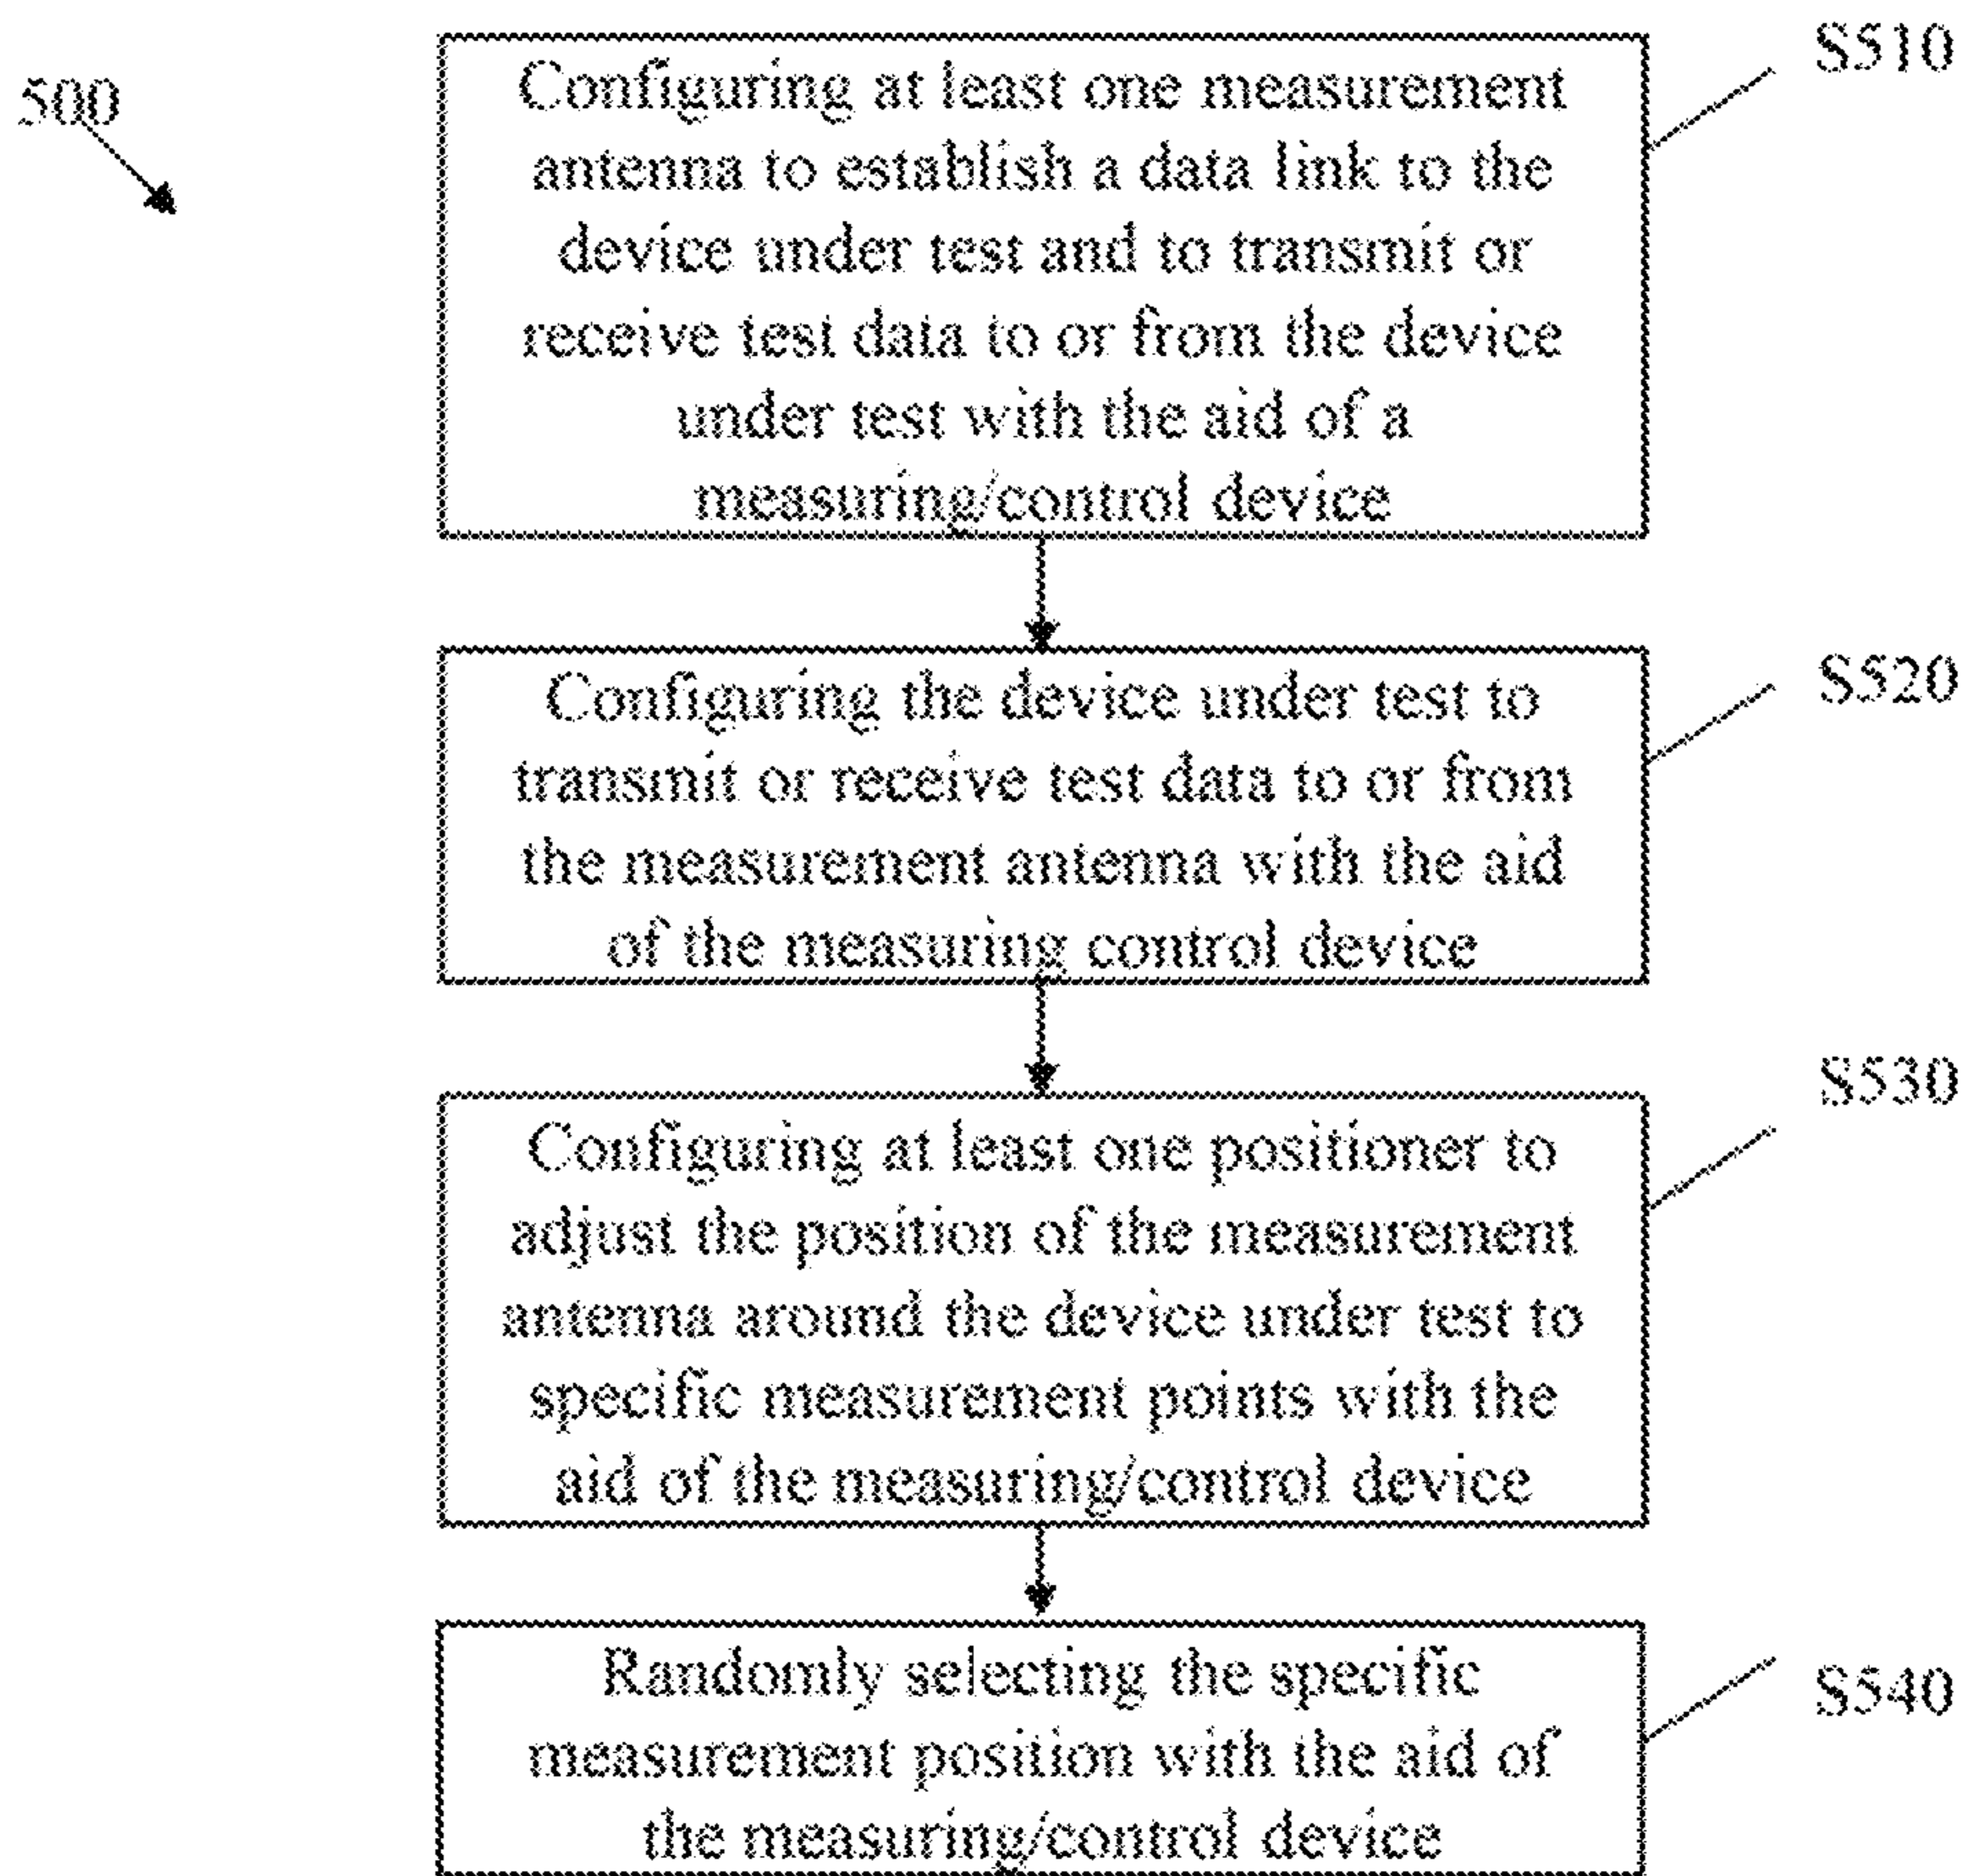 500
S510
Configuring at least one measurement
antenna to establish a data link to the
device under test and to transmit or
receive test data to or from the device
under test with the aid of a
measuring/control device
S520
Configuring the device under test to
transmit or receive test data to or from
the measurement antenna with the aid
of the measuring control device
S530
Configuring at least one positioner to
adjust the position of the measurement
antenna around the device under test to
specific measurement points with the
aid of the measuring/control device
S540
Randomly selecting the specific
measurement position with the aid of
the measuring/control device